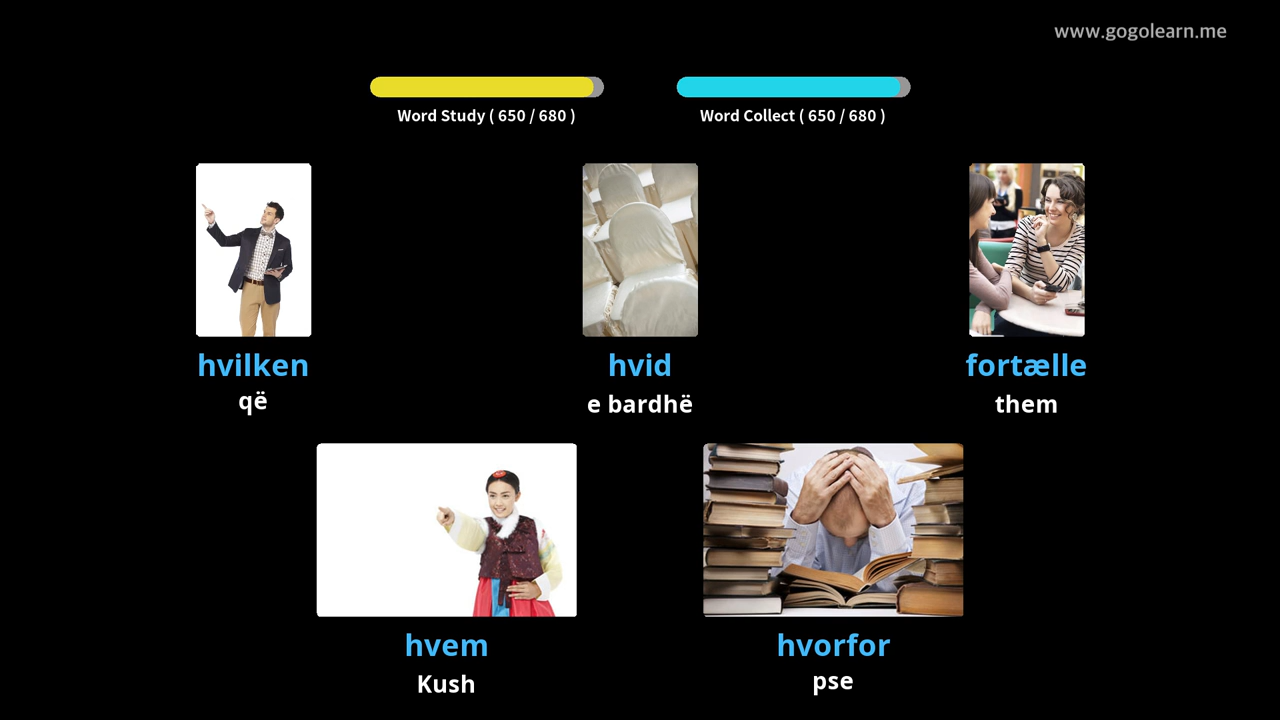 www.gogolearn.me
Word Study ( 650 / 680 )
Word Collect ( 650 / 680 )
hvilken
që
hvid
e bardhë
fortælle
them
hvem
Kush
hvorfor
pse